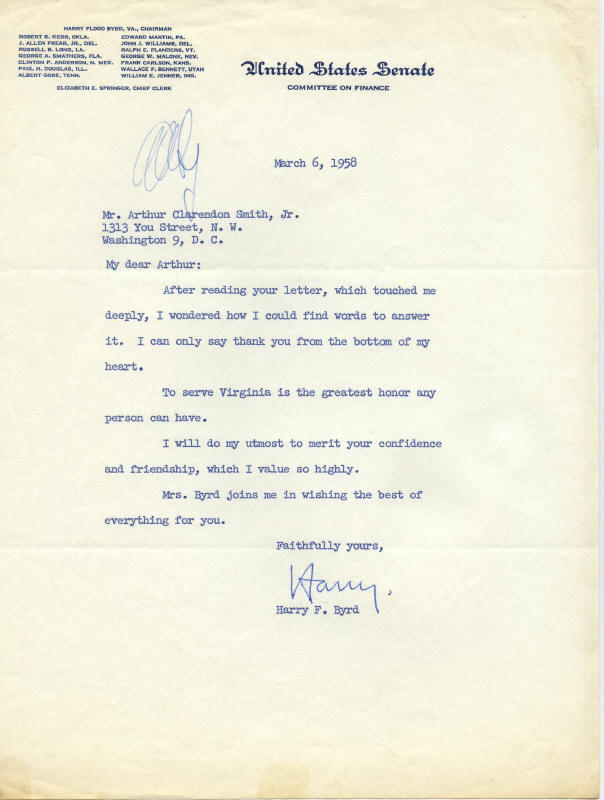 HARRY FLOOD BYRD, VA., CHAIRMAN
ROBERT S. KERR, OKLA. EDWARD MARTIN, PA.
J. ALLEN FREAR, JR., DEL. JOHN J. WILLIAMS, DEL.
RUSSELL B. LONG, LA. RALPH E. FLANDERS, VT.
GEORGE A. SMATHERS, FLA. GEORGE W. MALONE, NEV.
CLINTON P. ANDERSON, N. MEX. FRANK CARLSON, KANS.
PAUL H. DOUGLAS, ILL. WALLACE F. BENNETT, UTAH
ALBERT GORE, TENN. WILLIAM E. JENNER, IND.
ELIZABETH C. SPRINGER, CHIEF CLERK
United States Senate
COMMITTEE ON FINANCE
March 6, 1958
Mr. Arthur Clarendon Smith, Jr.
1313 You Street, N. W.
Washington 9, D. C.
My dear Arthur:
After reading your letter, which touched me
deeply, I wondered how I could find words to answer
it. I can only say thank you from the bottom of my
heart.
To serve Virginia is the greatest honor any
person can have.
I will do my utmost to merit your confidence
and friendship, which I value so highly.
Mrs. Byrd joins me in wishing the best of
everything for you.
Faithfully yours,
Harry.
Harry F. Byrd